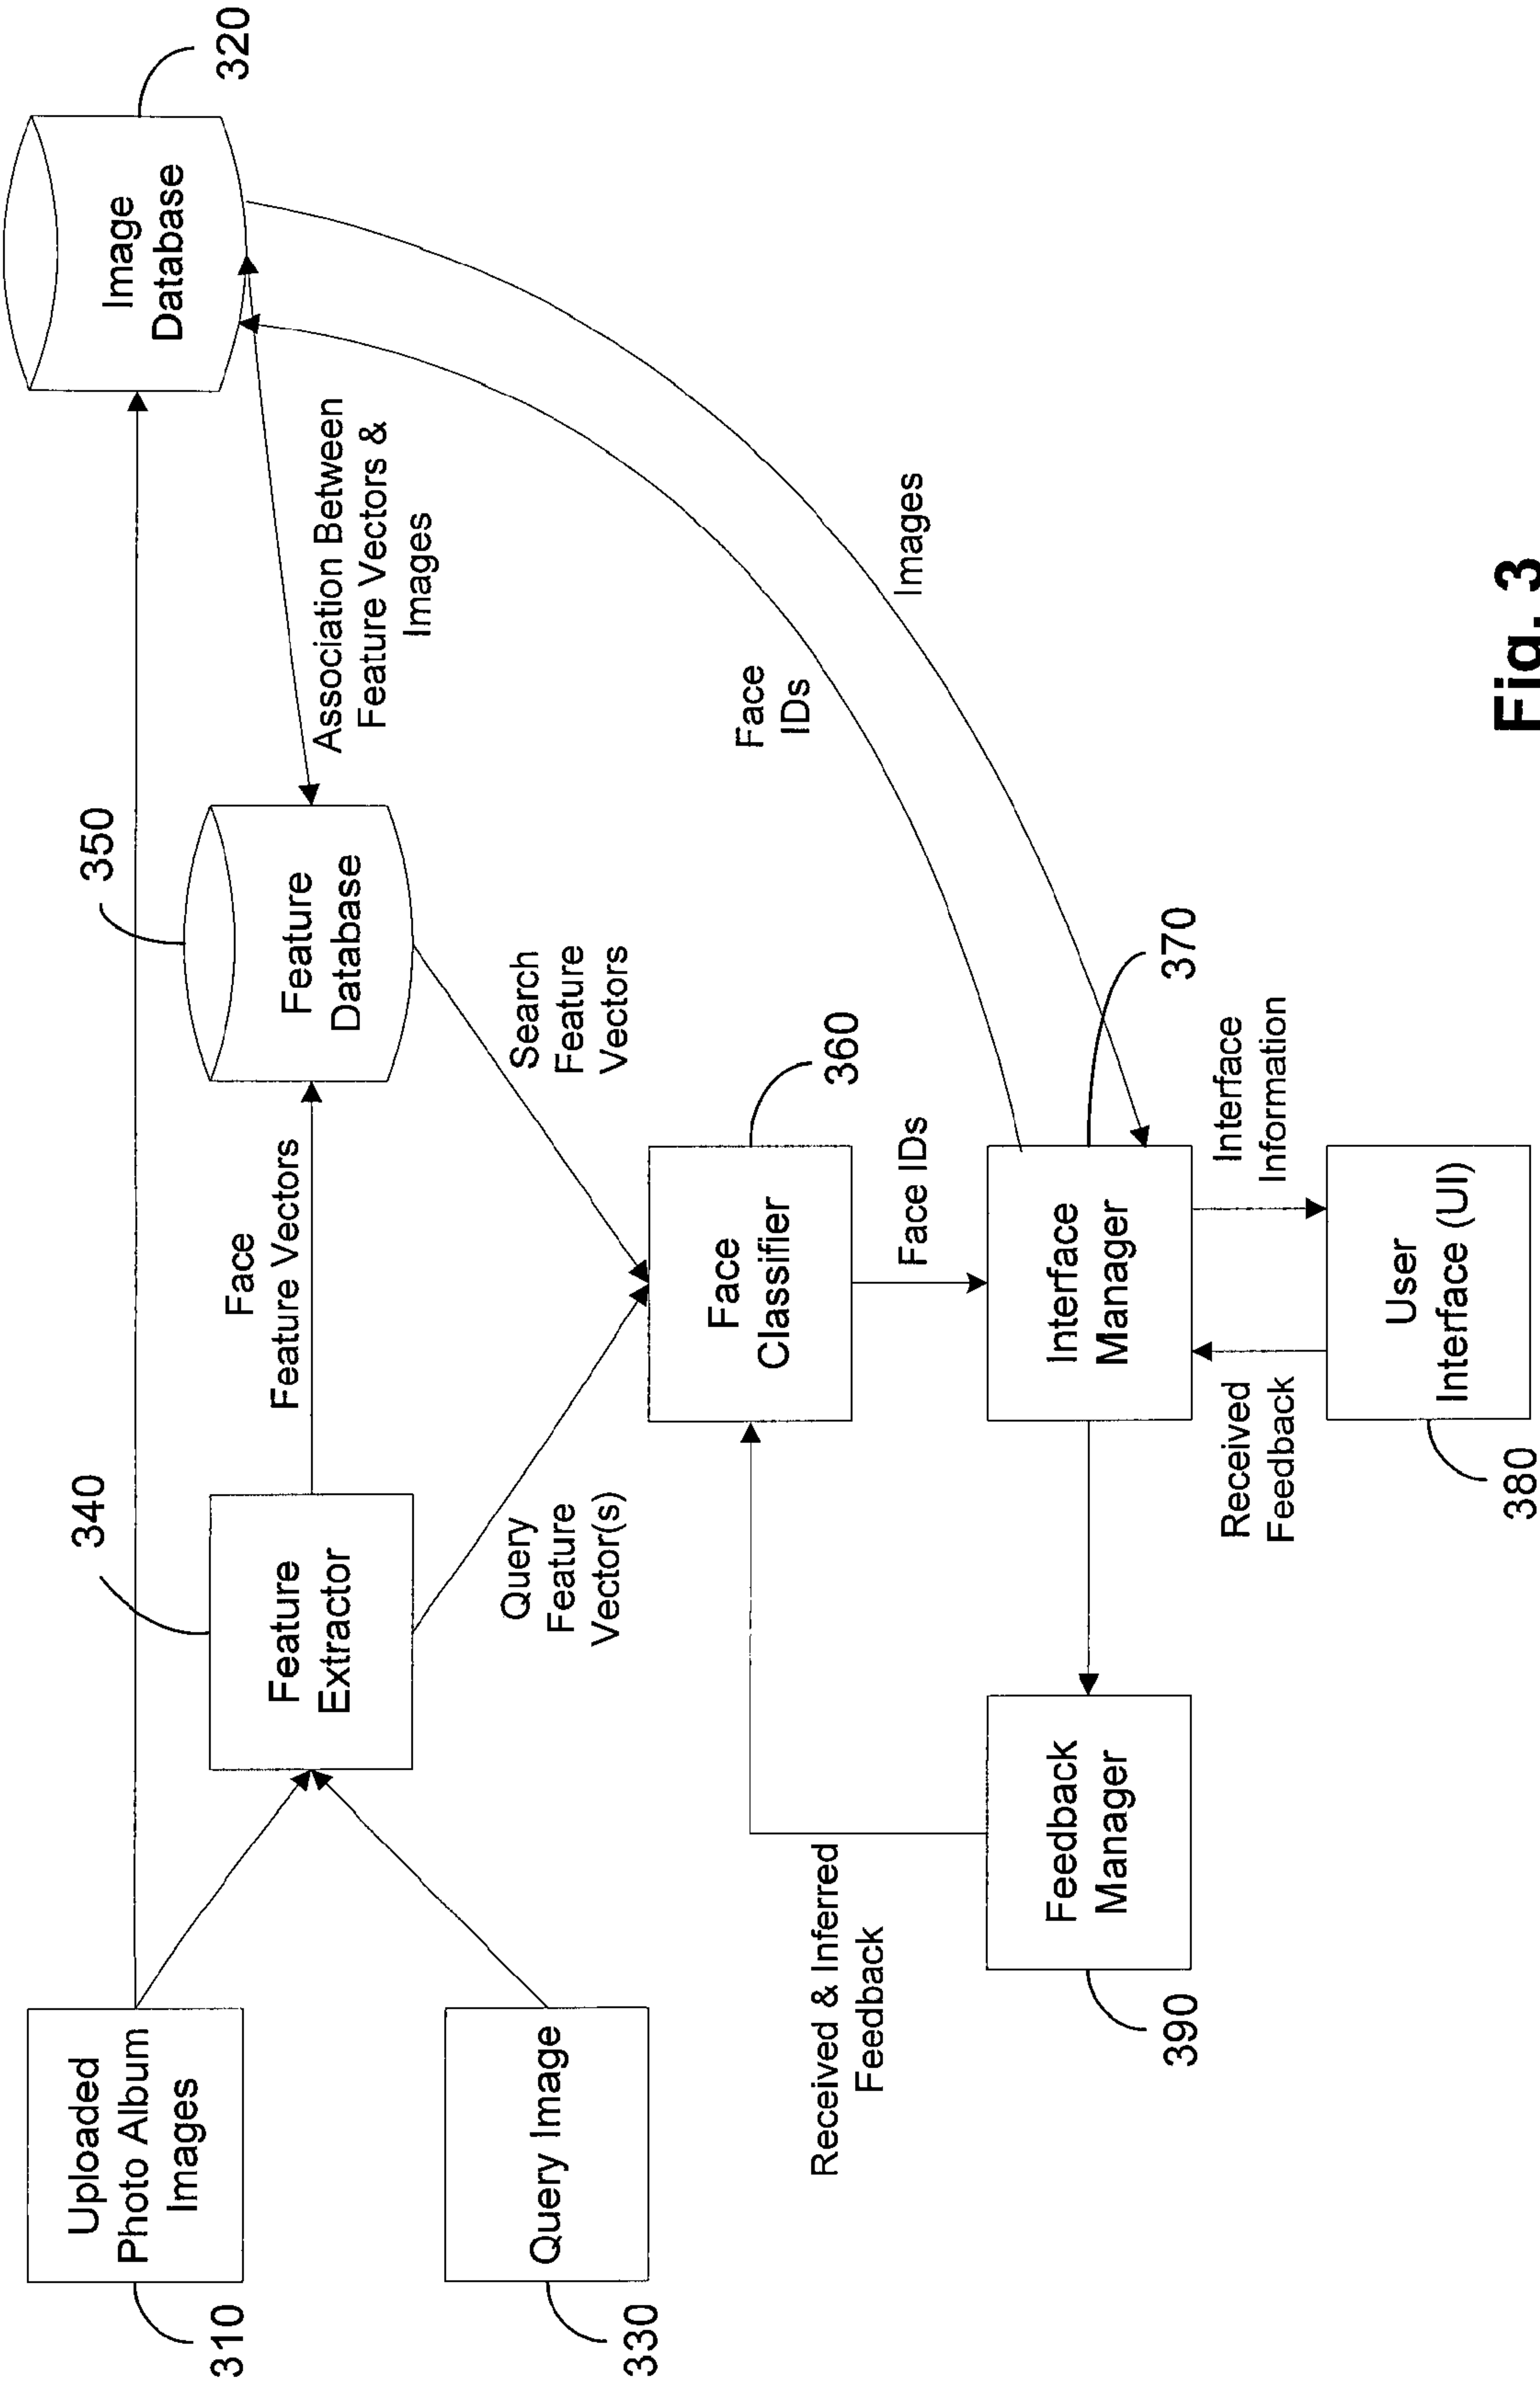 310
Uploaded
Photo Album
Images
330
Query Image
340
Feature
Extractor
Face
Feature Vectors
Query
Feature
Vector(s)
350
Feature
Database
Search
Feature
Vectors
Association Between
Feature Vectors &
Images
Image
Database
320
Face
Classifier
360
Face IDs
Received & Inferred
Feedback
Feedback
Manager
390
Interface
Manager
370
Face
IDs
Images
Received
Feedback
Interface
Information
User
Interface (UI)
380
Fig. 3